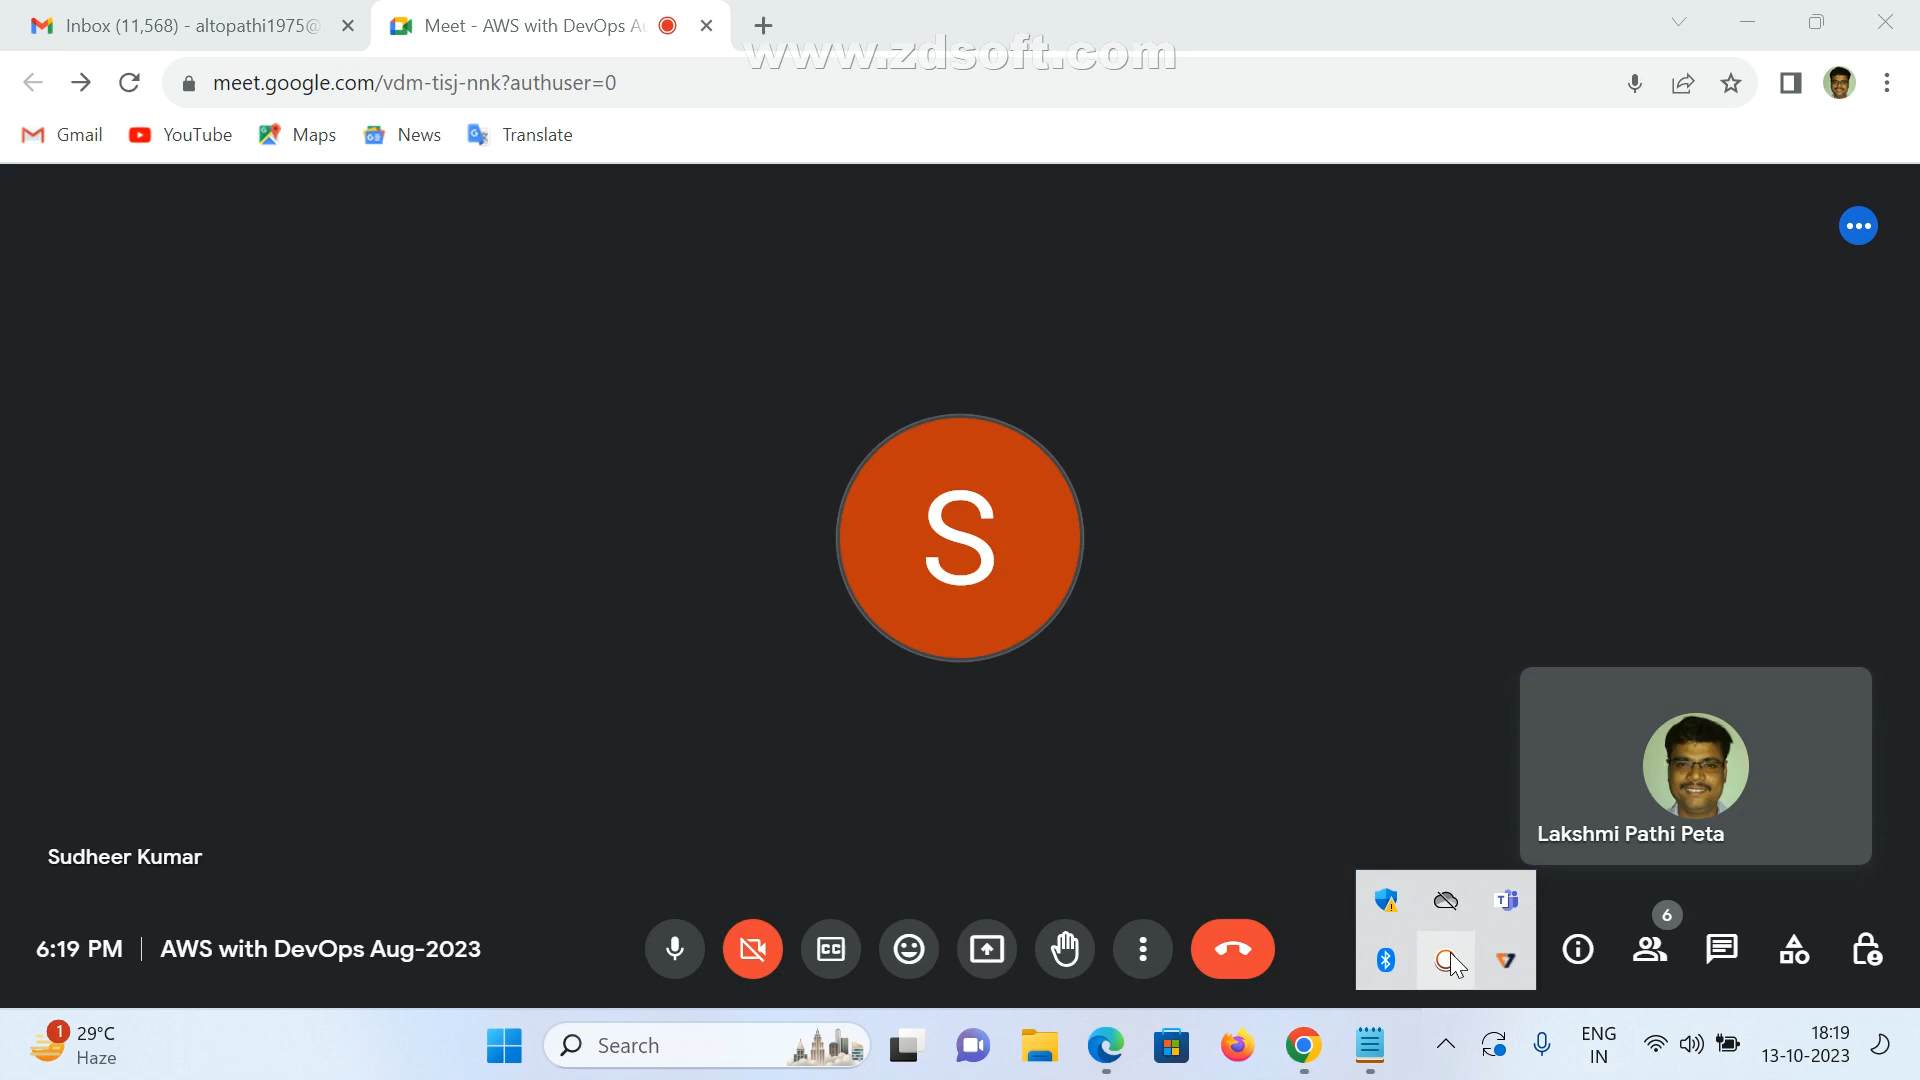 Inbox (11,568) - altopathi1975@
Meet - AWS with DevOps Au
www.zdsoft.com
meet.google.com/vdm-tisj-nnk?authuser=0
Gmail
YouTube
Maps
News
Translate
S
Lakshmi Pathi Peta
Sudheer Kumar
6
6:19 PM
AWS with DevOps Aug-2023
CC
1
29°C
Haze
Search
ENG
IN
18:19
13-10-2023